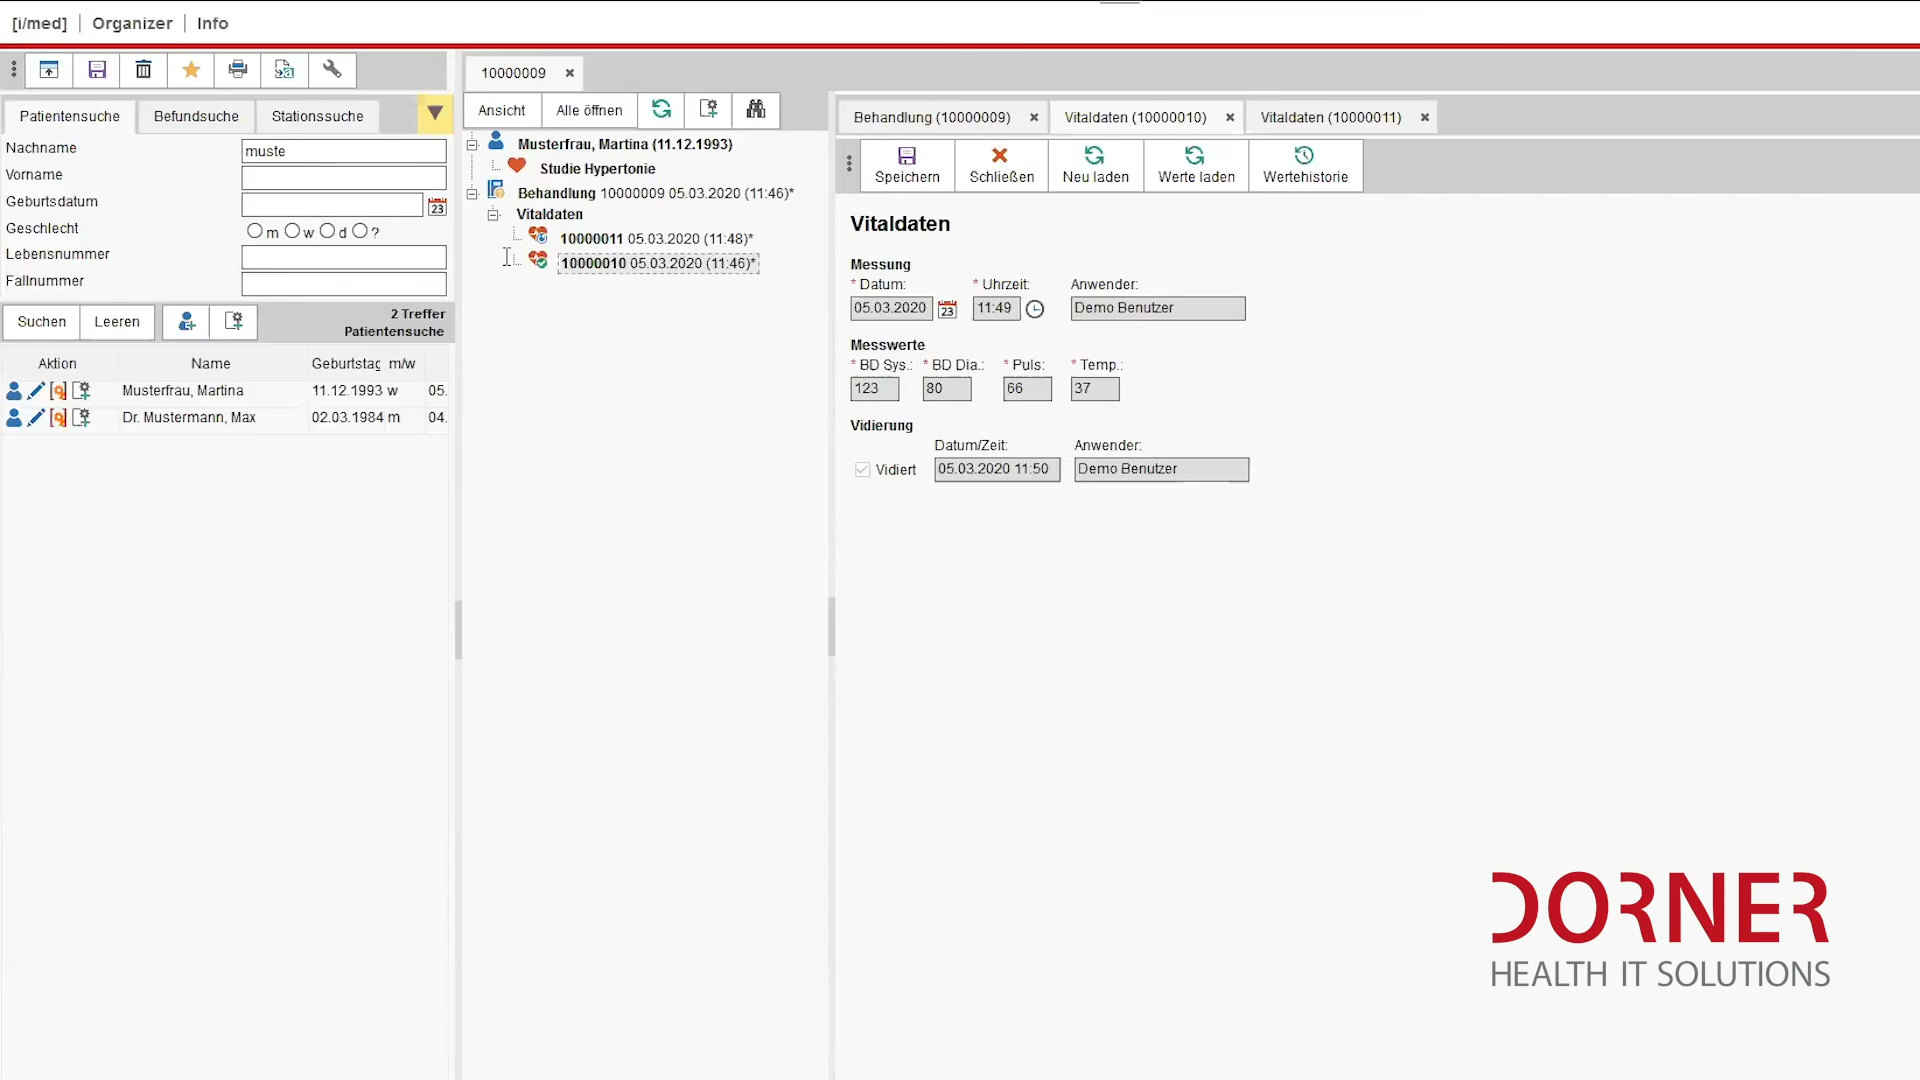 [i/med] Organizer Info
10000009
Patientensuche Befundsuche Stationssuche
Nachname muste
Vorname
Geburtsdatum 23
Geschlecht m w d ?
Lebensnummer
Fallnummer
Suchen Leeren
2 Treffer
Patientensuche
Aktion Name Geburtstag m/w
Musterfrau, Martina 11.12.1993 w 05.
Dr. Mustermann, Max 02.03.1984 m 04.
Ansicht Alle öffnen
Musterfrau, Martina (11.12.1993)
Studie Hypertonie
Behandlung 10000009 05.03.2020 (11:46)*
Vitaldaten
10000011 05.03.2020 (11:48)*
10000010 05.03.2020 (11:46)*
Behandlung (10000009) Vitaldaten (10000010) Vitaldaten (10000011)
Speichern Schließen Neu laden Werte laden Wertehistorie
Vitaldaten
Messung
* Datum: * Uhrzeit: Anwender:
05.03.2020 23 11:49 Demo Benutzer
Messwerte
* BD Sys.: * BD Dia.: * Puls: * Temp.:
123 80 66 37
Vidierung
Datum/Zeit: Anwender:
Vidiert 05.03.2020 11:50 Demo Benutzer
DORNER
HEALTH IT SOLUTIONS